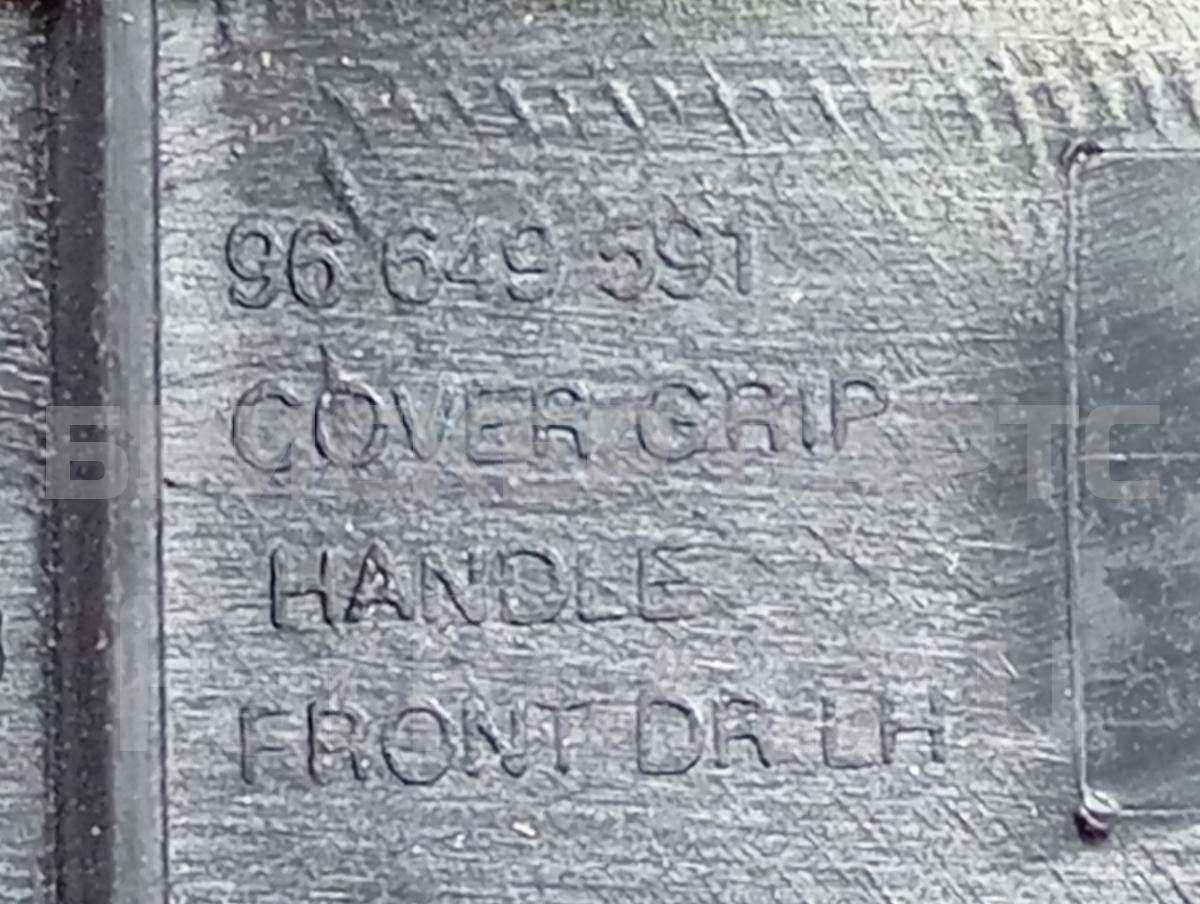 96 649 591
COVER GRIP
HANDLE
FRONT DR LH